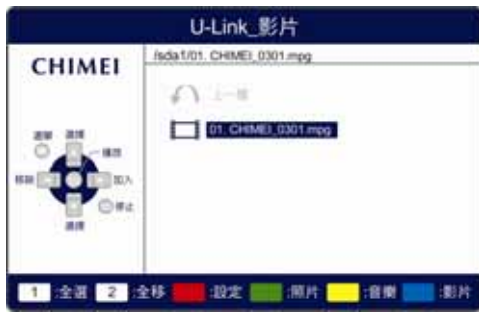 U-Link_影片
CHIMEI
/sda1/01. CHIMEI_0301.mpg
上一層
01. CHIMEI_0301.mpg
選單 選擇
播放
移除 加入
停止
選擇
1 :全選 2 :全移 :設定 :照片 :音樂 :影片